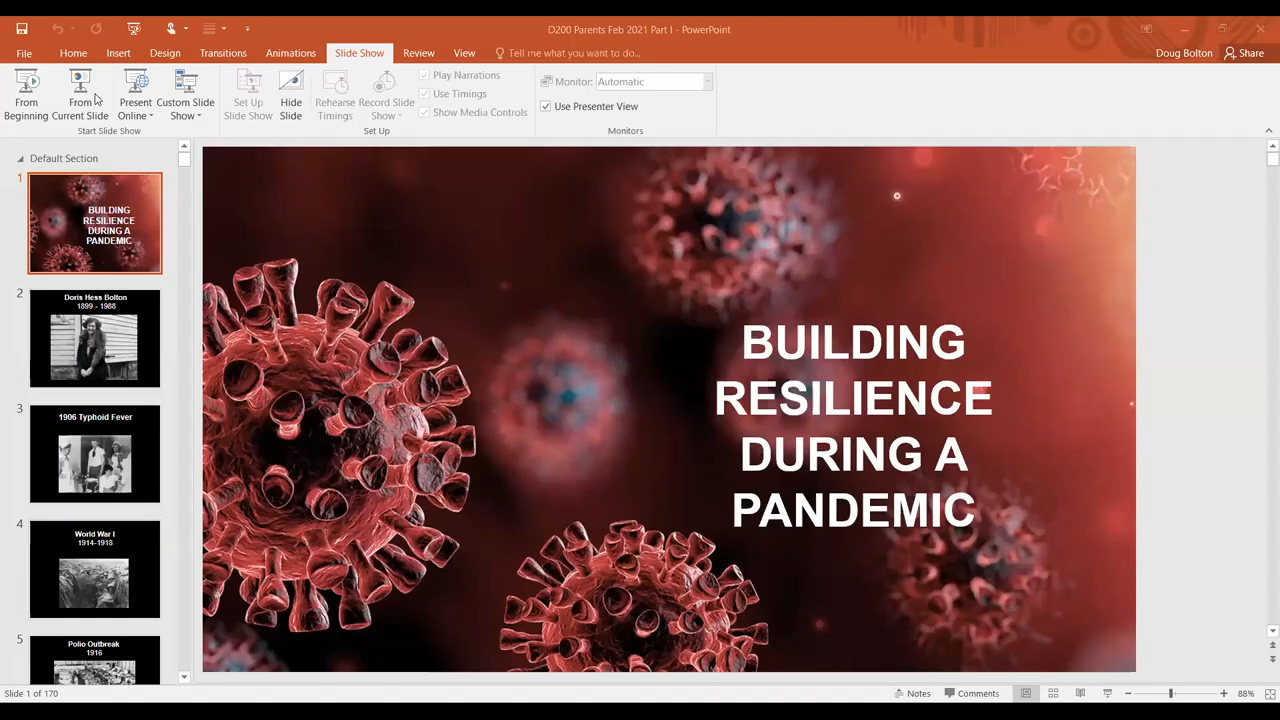 D200 Parents Feb 2021 Part I - PowerPoint
File Home Insert Design Transitions Animations Slide Show Review View Tell me what you want to do... Doug Bolton Share
From Beginning
From Current Slide
Present Online
Custom Slide Show
Start Slide Show
Set Up Slide Show
Hide Slide
Rehearse Timings
Record Slide Show
Play Narrations
Use Timings
Show Media Controls
Set Up
Monitor: Automatic
Use Presenter View
Monitors
Default Section
1
BUILDING
RESILIENCE
DURING A
PANDEMIC
2
Doris Hess Bolton
1899 - 1988
3
1906 Typhoid Fever
4
World War I
1914-1918
5
Polio Outbreak
1916
BUILDING
RESILIENCE
DURING A
PANDEMIC
Slide 1 of 170 Notes Comments 88%